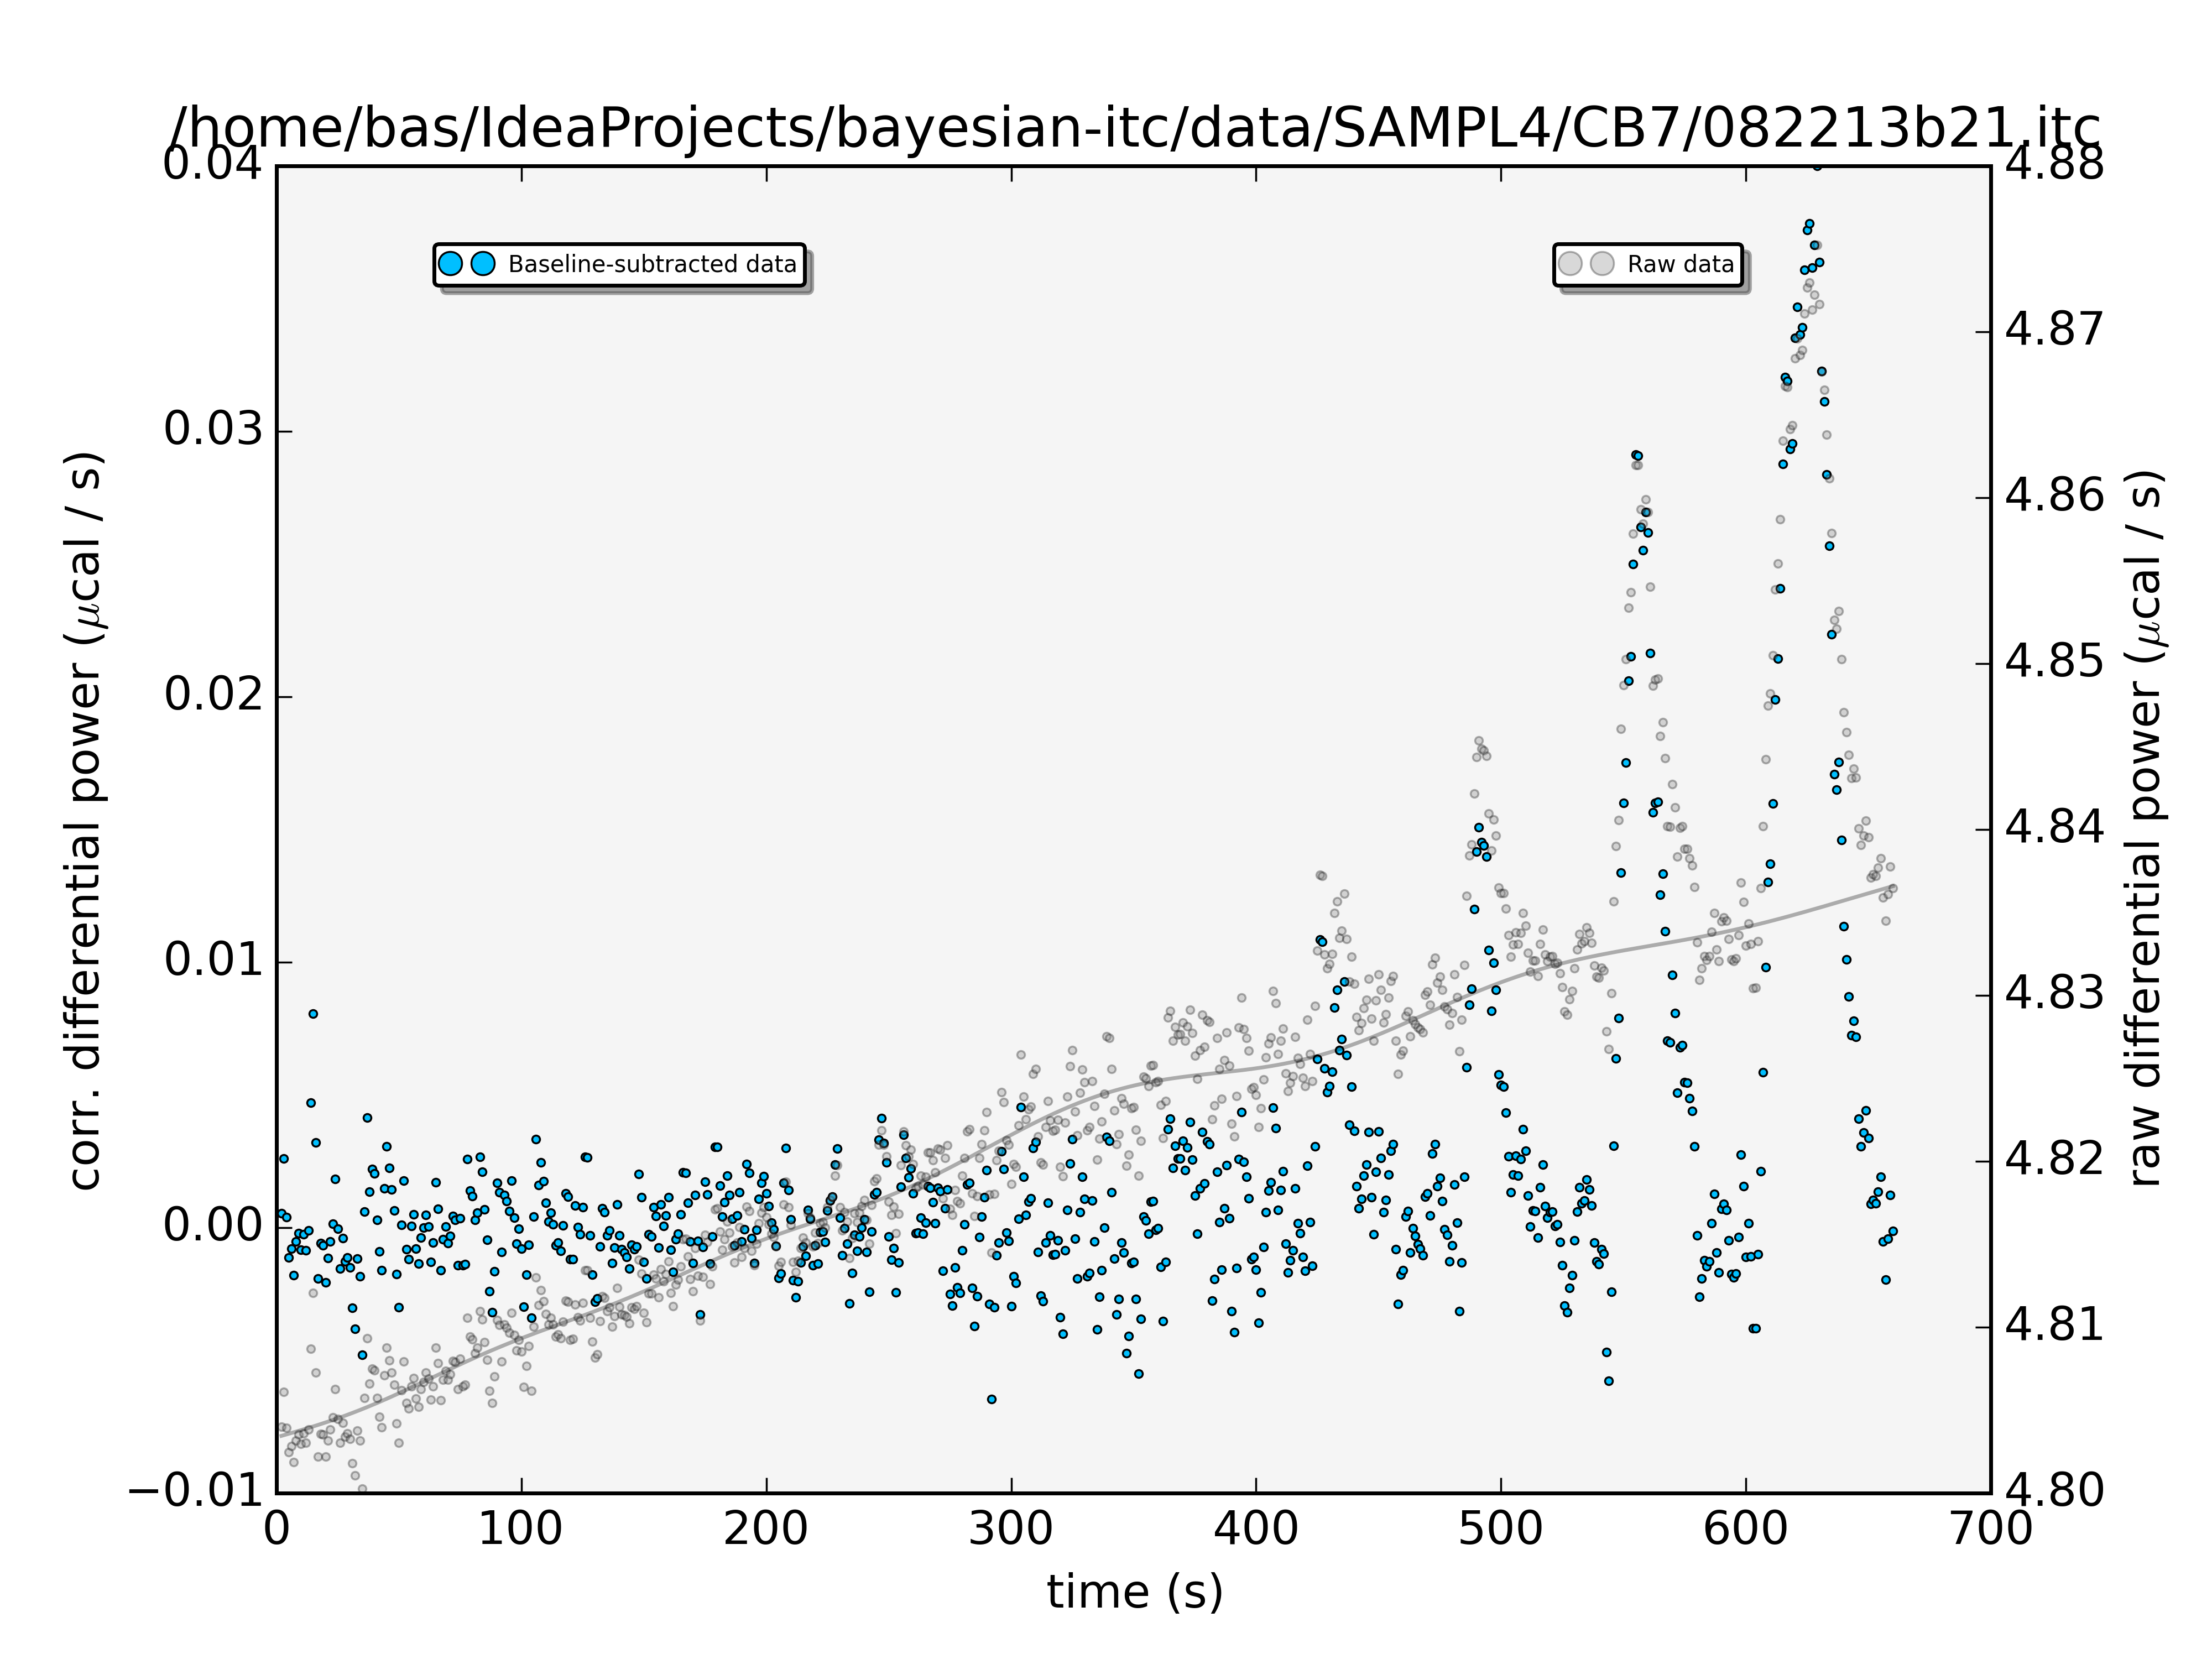 /home/bas/IdeaProjects/bayesian-itc/data/SAMPL4/CB7/082213b21.itc
Baseline-subtracted data
Raw data
corr. differential power (μcal / s)
0.04
0.03
0.02
0.01
0.00
−0.01
4.88
4.87
4.86
4.85
4.84
4.83
4.82
4.81
4.80
raw differential power (μcal / s)
0 100 200 300 400 500 600 700
time (s)